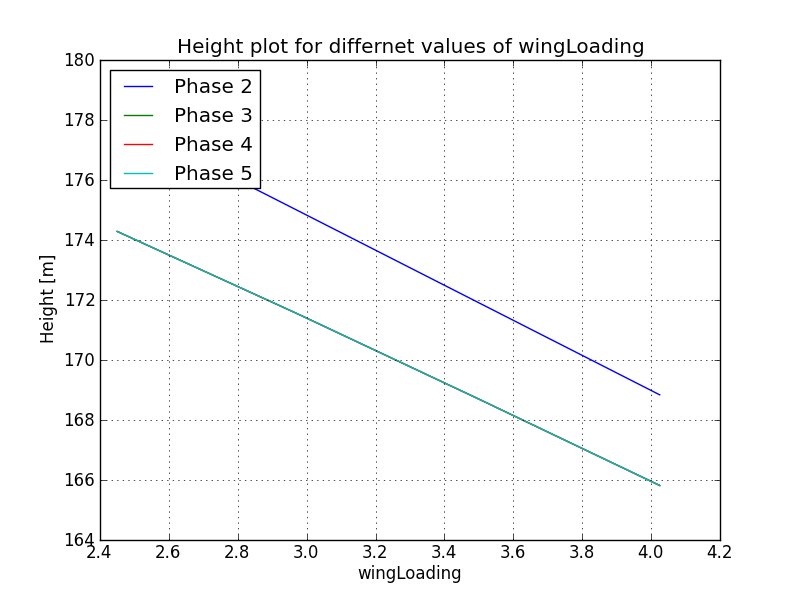 Height plot for differnet values of wingLoading
Phase 2
Phase 3
Phase 4
Phase 5
180
178
176
174
172
170
168
166
164
Height [m]
2.4 2.6 2.8 3.0 3.2 3.4 3.6 3.8 4.0 4.2
wingLoading